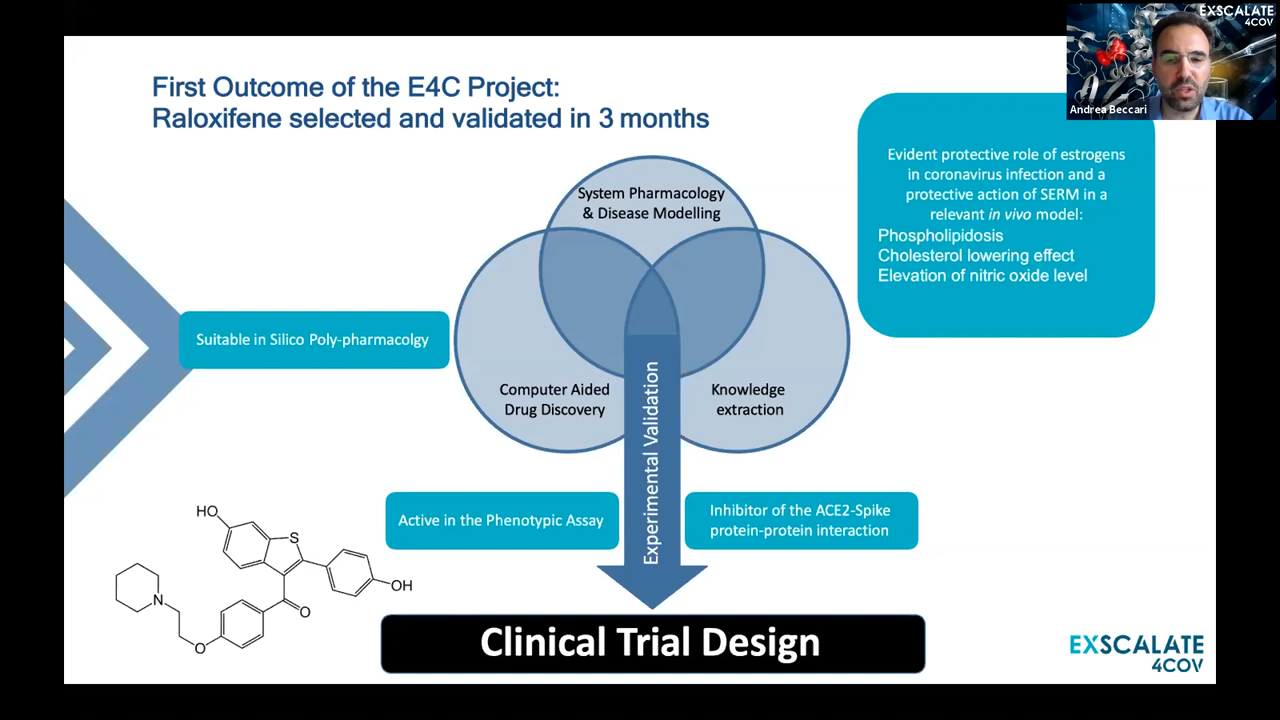 EXSCALATE
4COV
Andrea Beccari
First Outcome of the E4C Project:
Raloxifene selected and validated in 3 months
Evident protective role of estrogens
in coronavirus infection and a
protective action of SERM in a
relevant in vivo model:
Phospholipidosis
Cholesterol lowering effect
Elevation of nitric oxide level
System Pharmacology
& Disease Modelling
Suitable in Silico Poly-pharmacolgy
Computer Aided
Drug Discovery
Knowledge
extraction
Experimental Validation
Active in the Phenotypic Assay
Inhibitor of the ACE2-Spike
protein-protein interaction
HO
S
OH
N
O
O
Clinical Trial Design
EXSCALATE
4COV